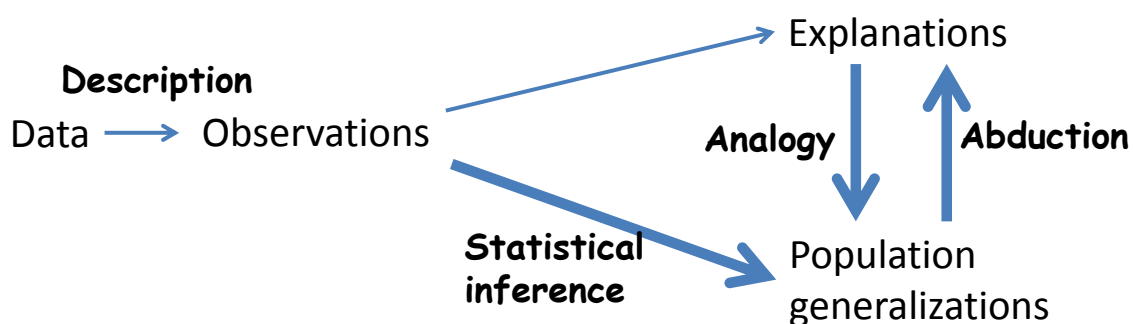 Explanations
Description
Data
Observations
Analogy
Abduction
Statistical
inference
Population
generalizations